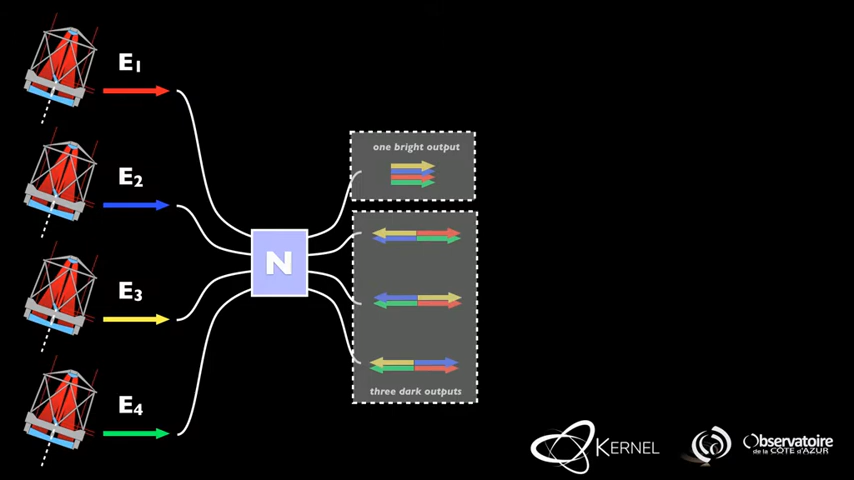 E1
E2
E3
E4
N
one bright output
three dark outputs
KERNEL
Observatoire
de la CÔTE d'AZUR